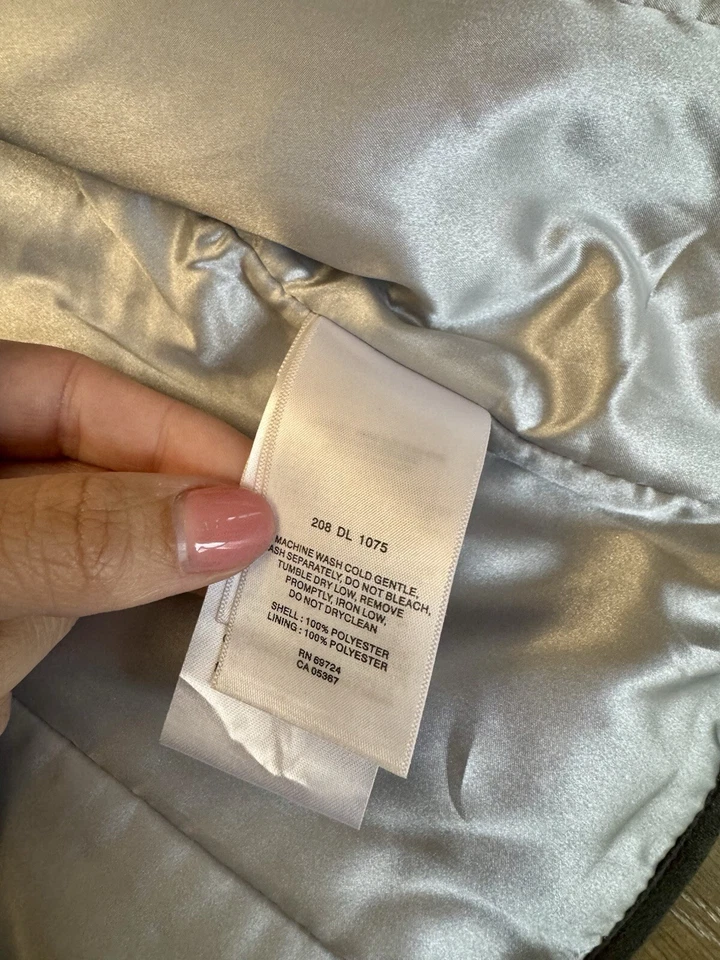 208 DL 1075
MACHINE WASH COLD GENTLE,
ASH SEPARATELY, DO NOT BLEACH,
TUMBLE DRY LOW, REMOVE
PROMPTLY, IRON LOW,
DO NOT DRYCLEAN
SHELL : 100% POLYESTER
LINING : 100% POLYESTER
RN 69724
CA 05367